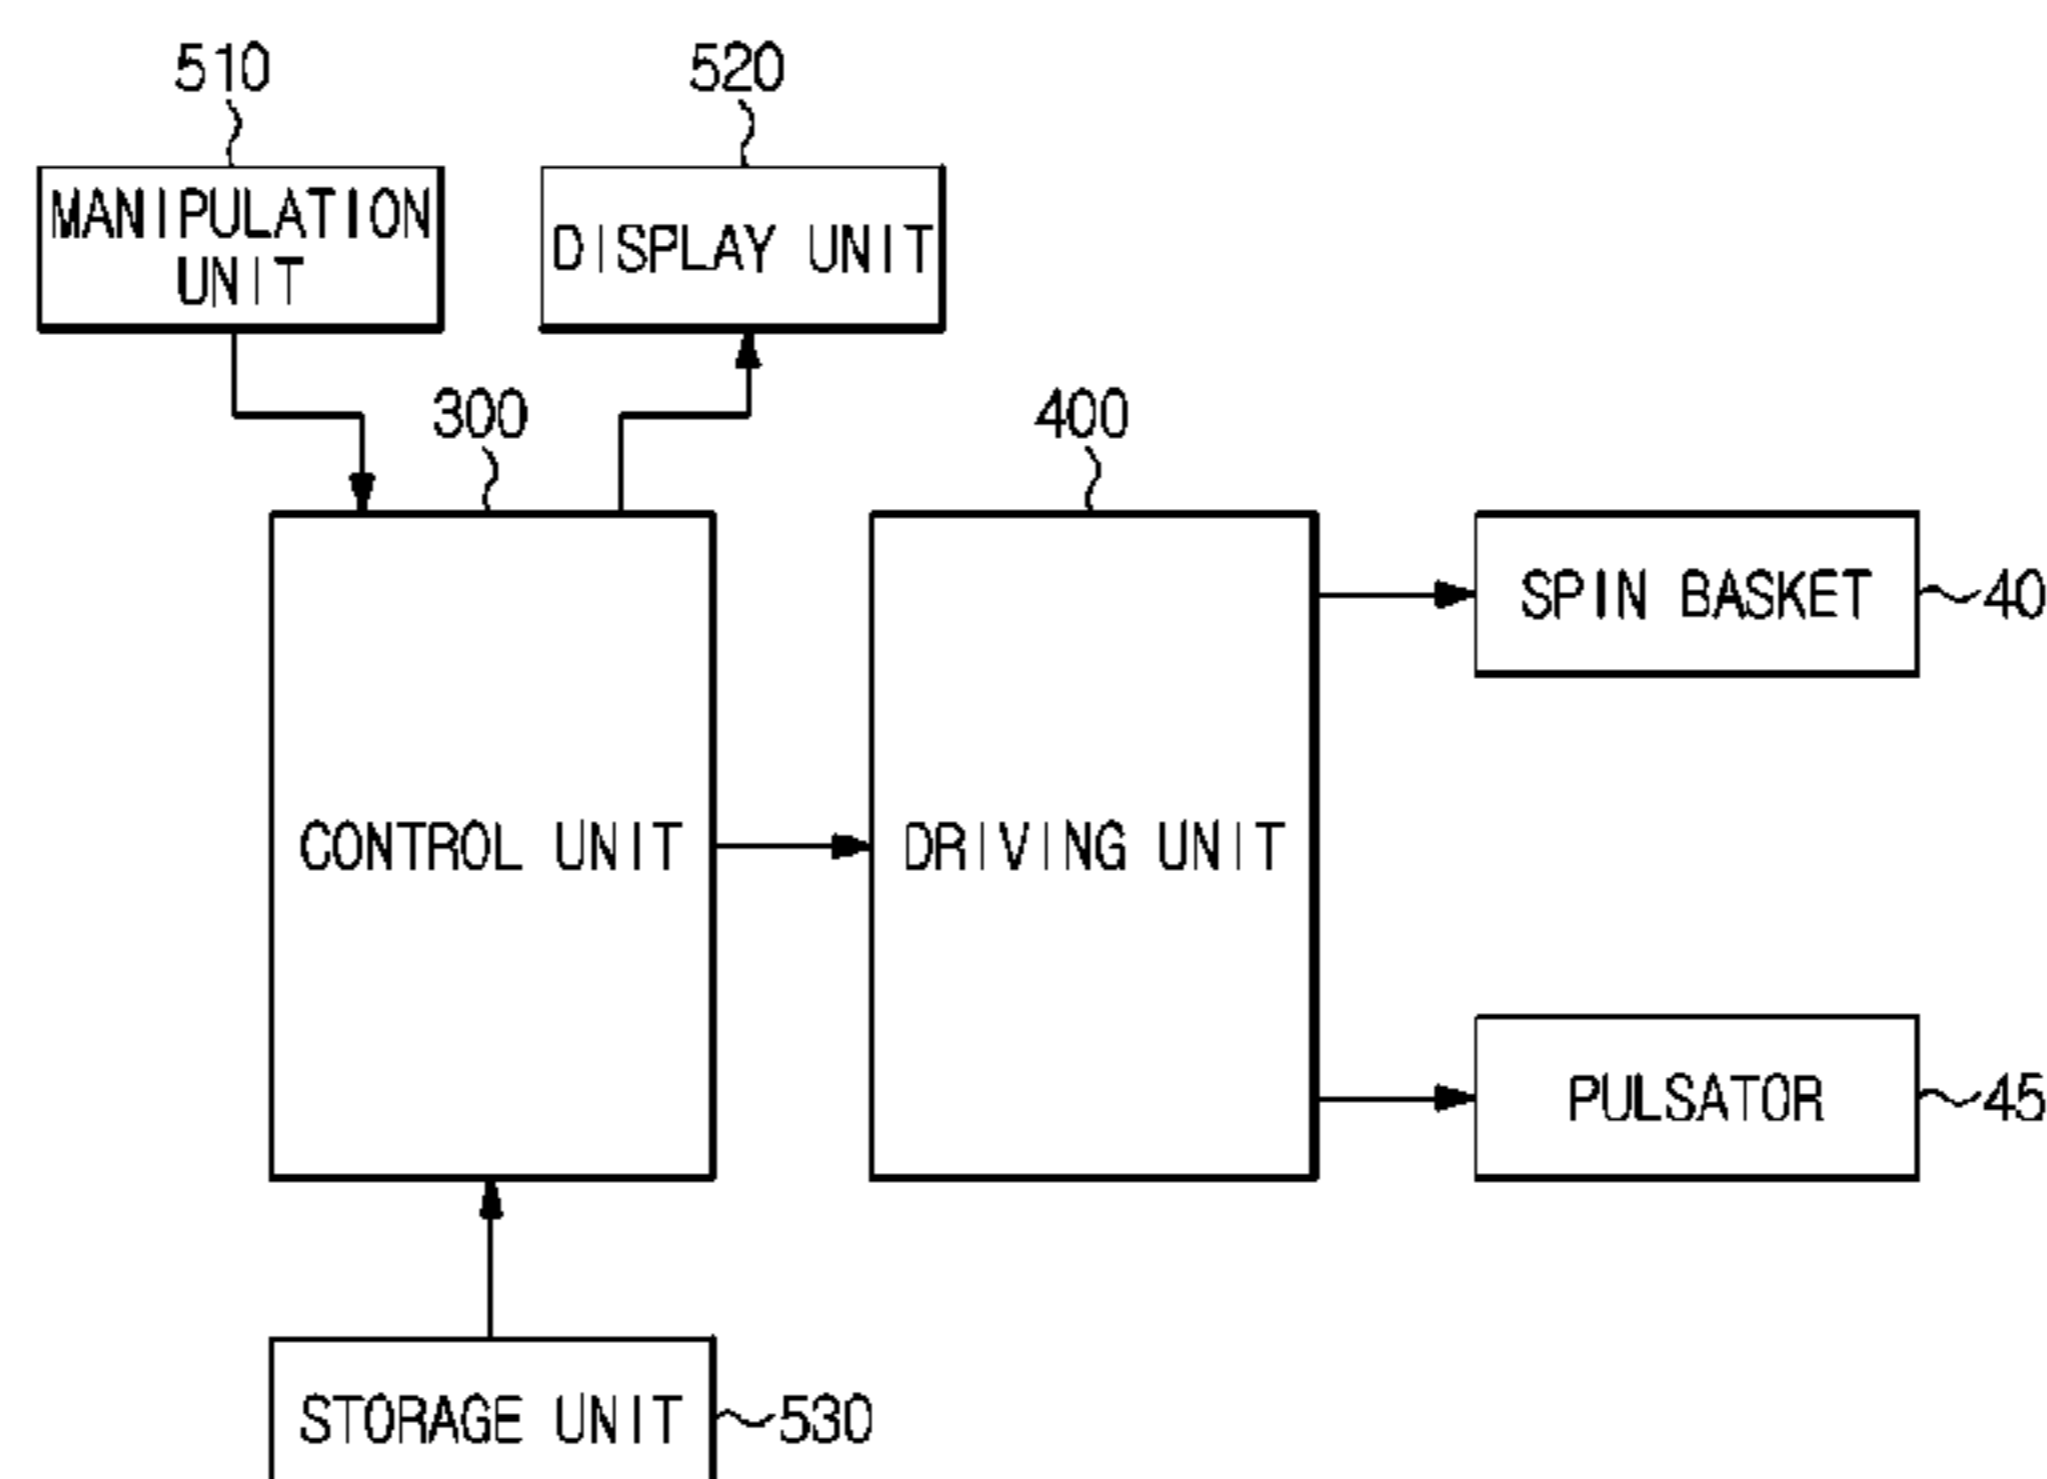 510
520
MANIPULATION
UNIT
DISPLAY UNIT
300
400
SPIN BASKET
40
CONTROL UNIT
DRIVING UNIT
PULSATOR
45
STORAGE UNIT
530